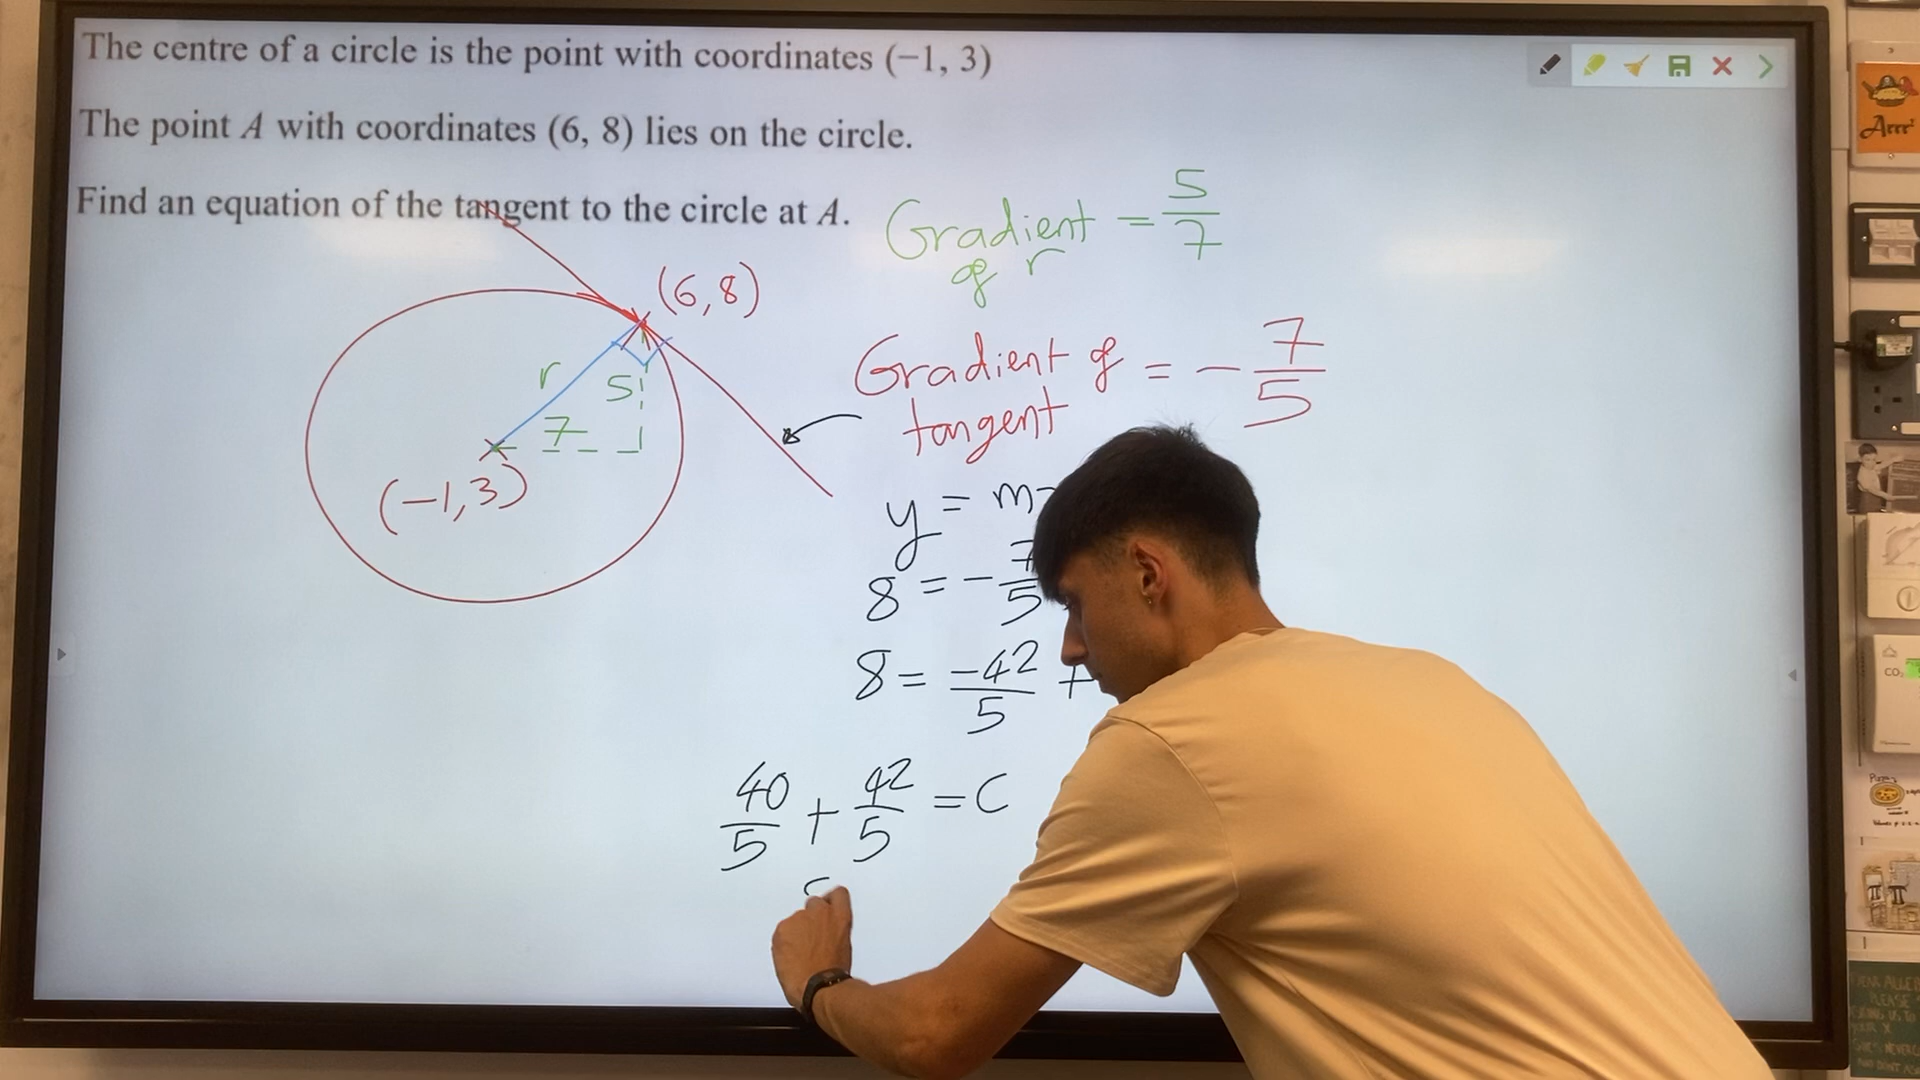 The centre of a circle is the point with coordinates (−1, 3)
The point A with coordinates (6, 8) lies on the circle.
Find an equation of the tangent to the circle at A.
Gradient of r = 5/7
(6,8)
r
5
7
(-1,3)
Gradient of tangent = - 7/5
y = m
8 = - 7/5
8 = -42/5 +
40/5 + 42/5 = C
Arrr!
CO₂
π π